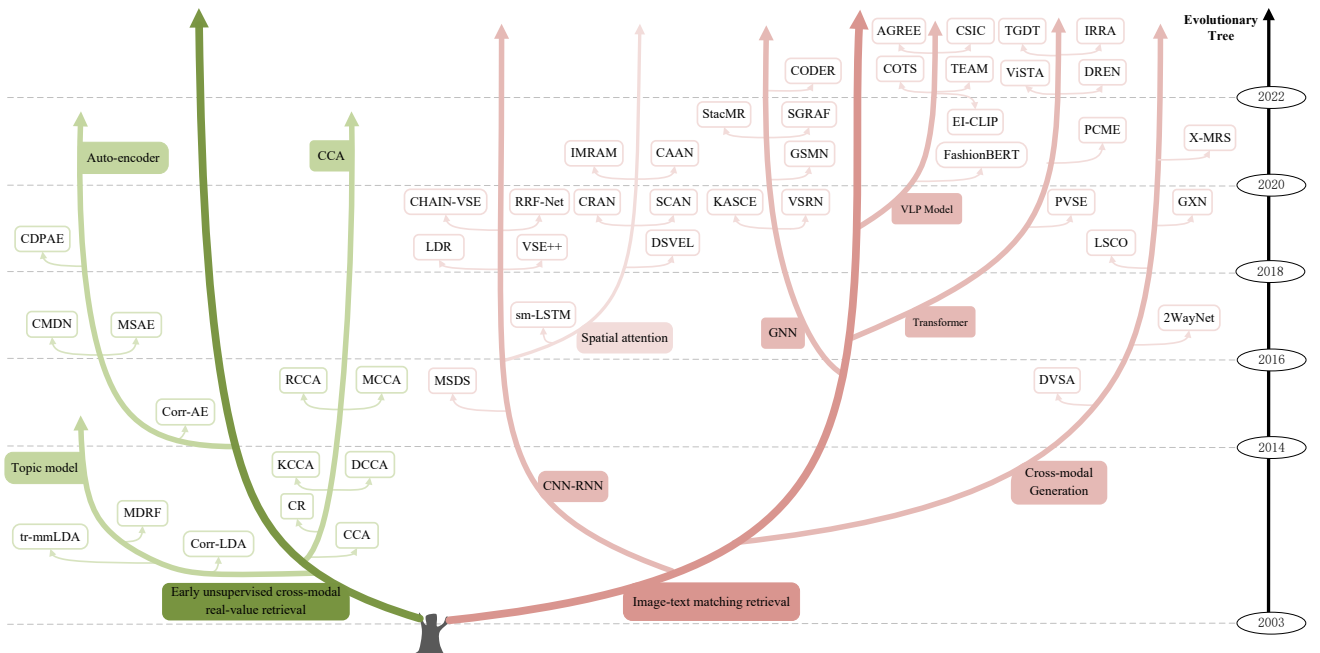 AGREE
CSIC
TGDT
IRRA
Evolutionary
Tree
CODER
COTS
TEAM
ViSTA
DREN
2022
StacMR
SGRAF
EI-CLIP
PCME
X-MRS
Auto-encoder
CCA
IMRAM
CAAN
GSMN
FashionBERT
2020
CHAIN-VSE
RRF-Net
CRAN
SCAN
KASCE
VSRN
VLP Model
PVSE
GXN
CDPAE
LDR
VSE++
DSVEL
LSCO
2018
CMDN
MSAE
sm-LSTM
Spatial attention
GNN
Transformer
2WayNet
2016
RCCA
MCCA
MSDS
DVSA
Corr-AE
2014
Topic model
KCCA
DCCA
CNN-RNN
Cross-modal
Generation
MDRF
CR
tr-mmLDA
Corr-LDA
CCA
Early unsupervised cross-modal
real-value retrieval
Image-text matching retrieval
2003